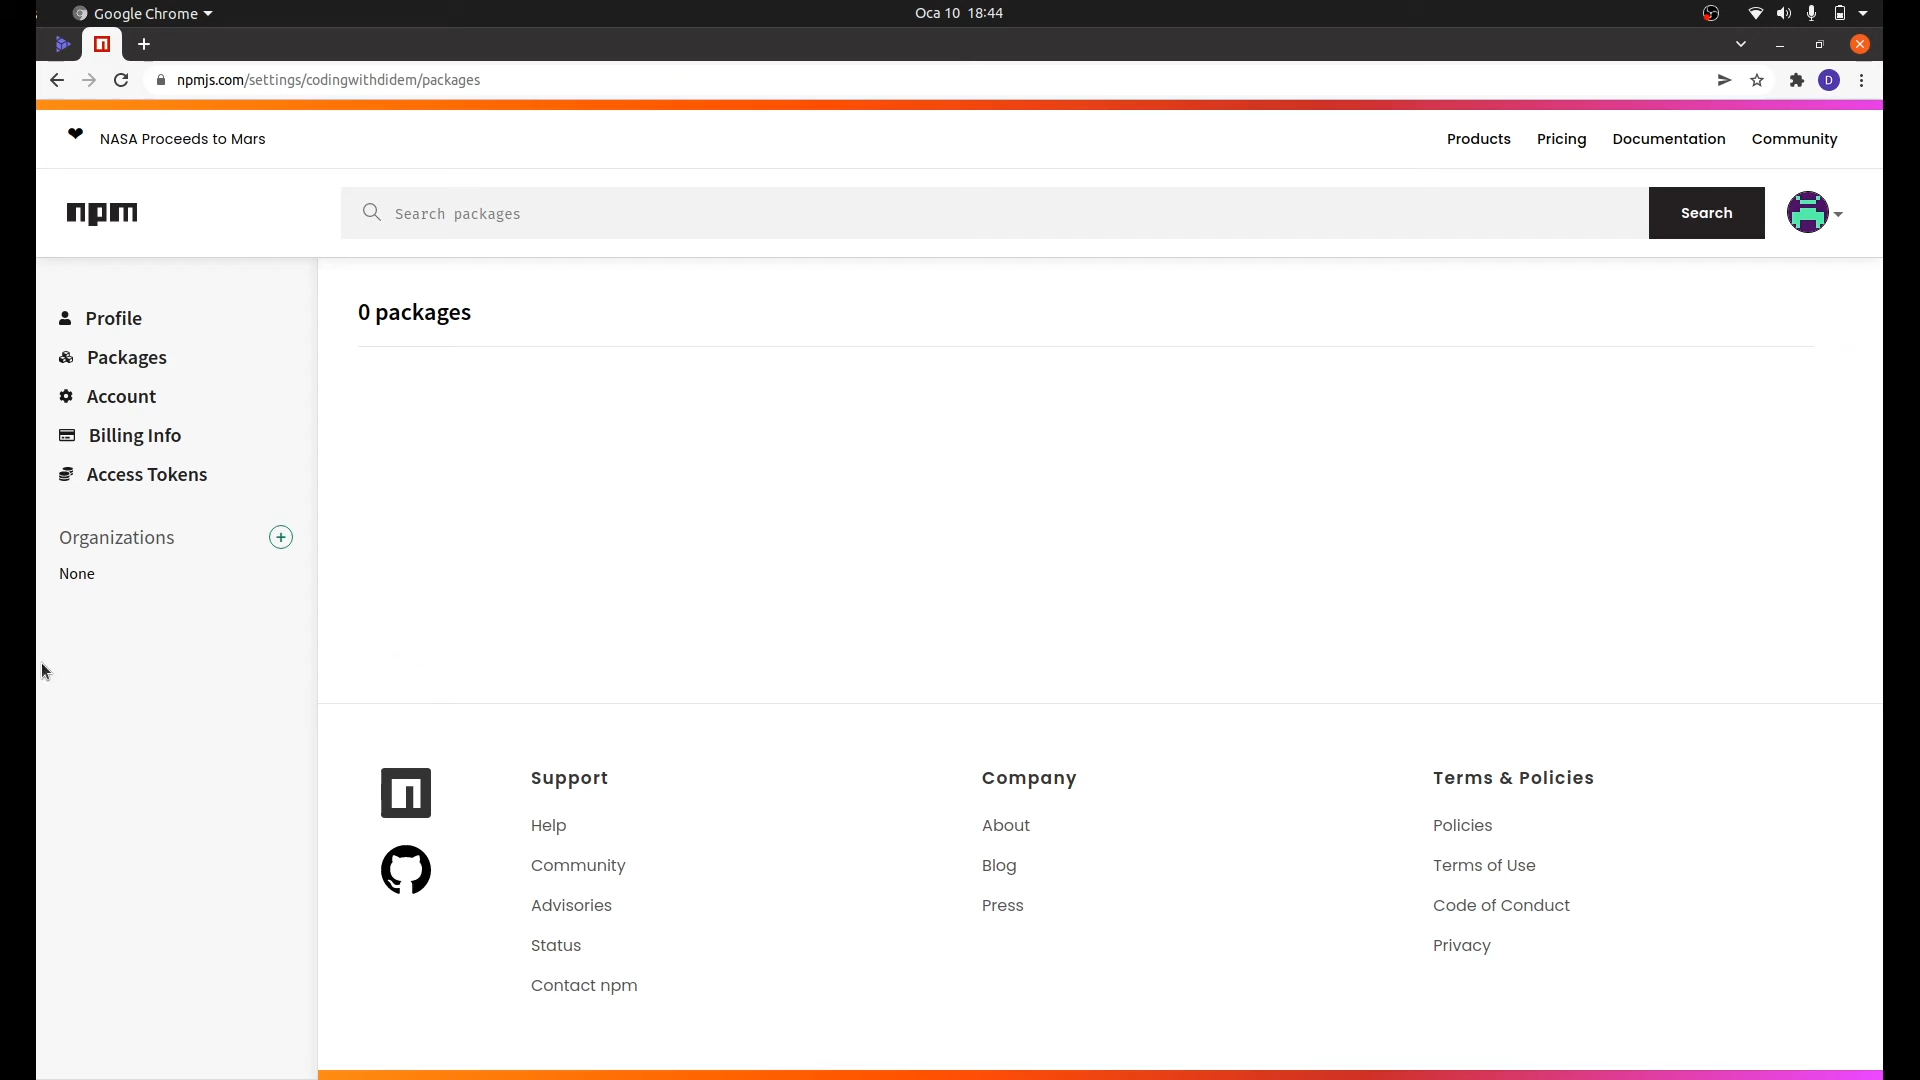 Google Chrome
Oca 10 18:44
npmjs.com/settings/codingwithdidem/packages
D
NASA Proceeds to Mars
Products
Pricing
Documentation
Community
npm
Search packages
Search
Profile
Packages
Account
Billing Info
Access Tokens
Organizations
None
0 packages
Support
Help
Community
Advisories
Status
Contact npm
Company
About
Blog
Press
Terms & Policies
Policies
Terms of Use
Code of Conduct
Privacy